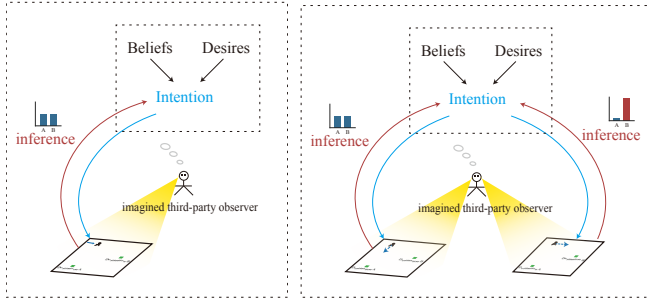 Beliefs Desires
Intention
A B
inference
imagined third-party observer
Beliefs Desires
Intention
A B
inference
A B
inference
imagined third-party observer